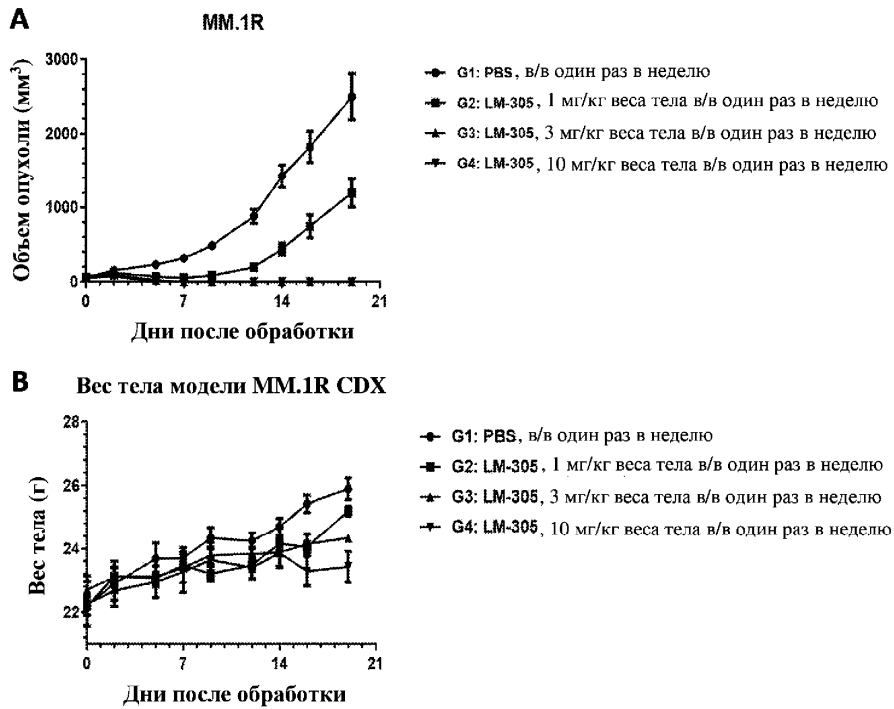 A
MM.1R
3000
2000
1000
0
Объем опухоли (мм³)
0 7 14 21
Дни после обработки
G1: PBS, в/в один раз в неделю
G2: LM-305, 1 мг/кг веса тела в/в один раз в неделю
G3: LM-305, 3 мг/кг веса тела в/в один раз в неделю
G4: LM-305, 10 мг/кг веса тела в/в один раз в неделю
B
Вес тела модели MM.1R CDX
28
26
24
22
Вес тела (г)
0 7 14 21
Дни после обработки
G1: PBS, в/в один раз в неделю
G2: LM-305, 1 мг/кг веса тела в/в один раз в неделю
G3: LM-305, 3 мг/кг веса тела в/в один раз в неделю
G4: LM-305, 10 мг/кг веса тела в/в один раз в неделю